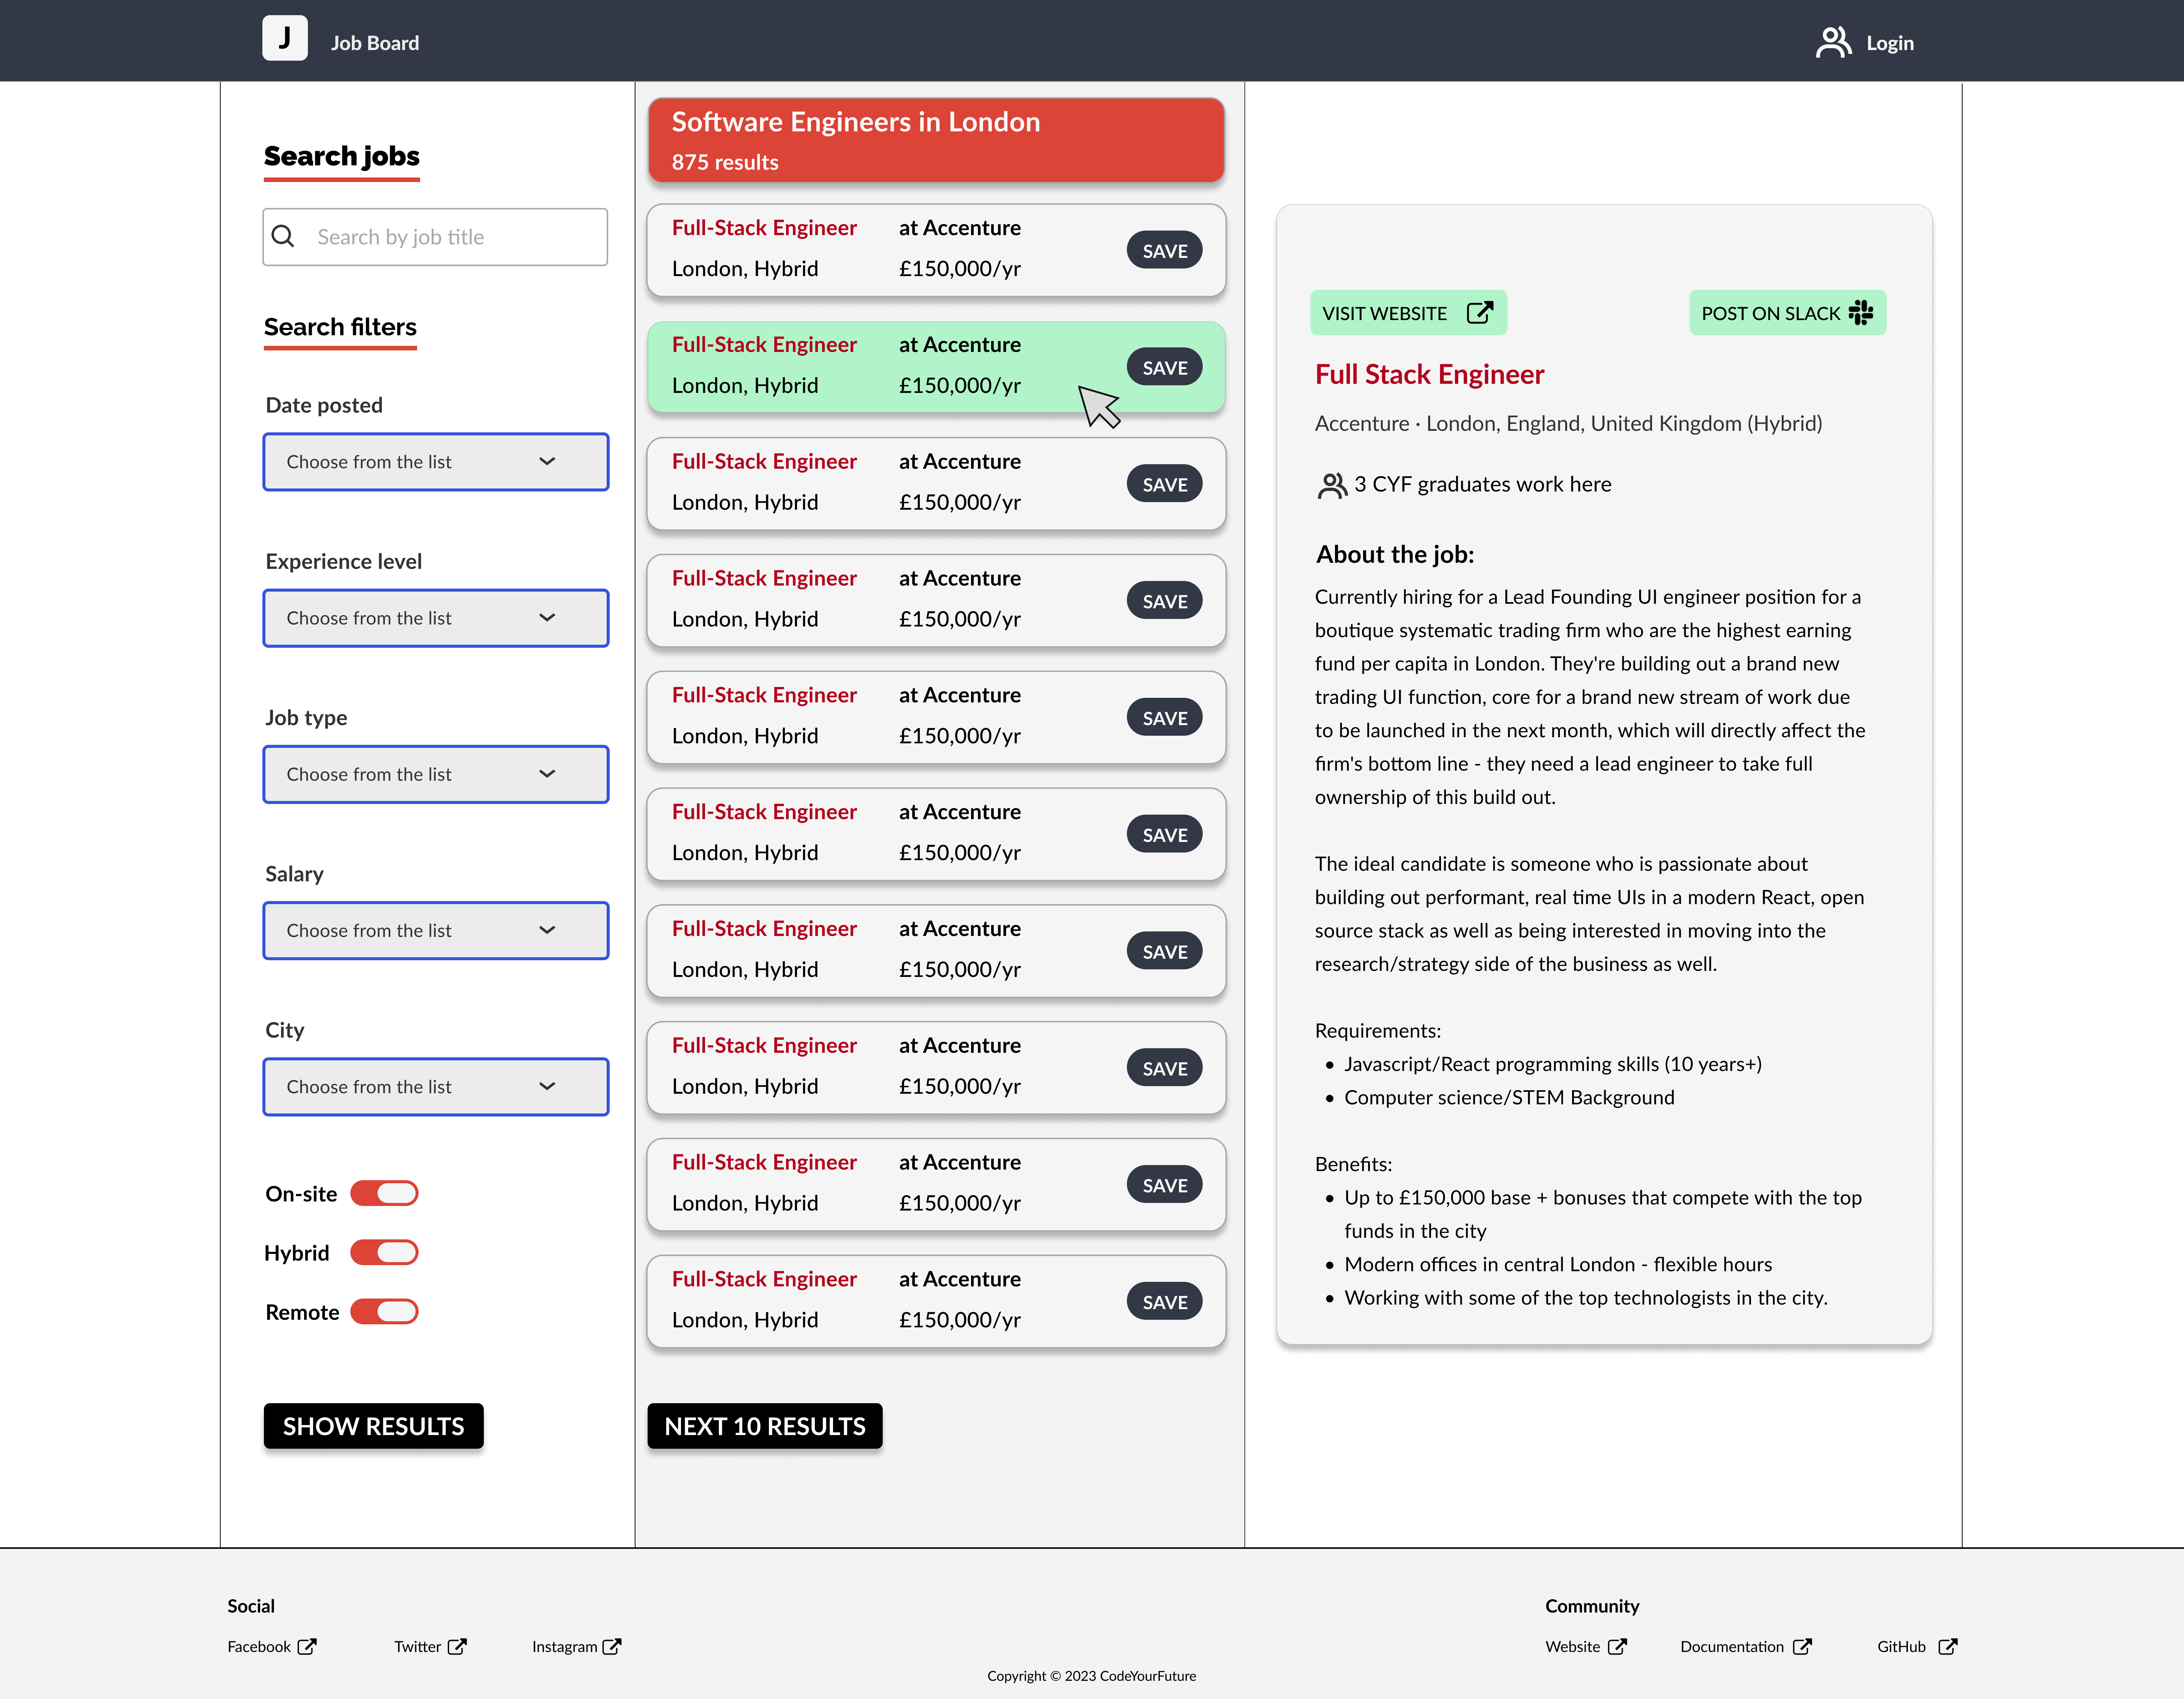 J
Job Board
Login
Search jobs
Search by job title
Search filters
Date posted
Choose from the list
Experience level
Choose from the list
Job type
Choose from the list
Salary
Choose from the list
City
Choose from the list
On-site
Hybrid
Remote
SHOW RESULTS
Software Engineers in London
875 results
Full-Stack Engineer at Accenture
London, Hybrid £150,000/yr
SAVE
Full-Stack Engineer at Accenture
London, Hybrid £150,000/yr
SAVE
Full-Stack Engineer at Accenture
London, Hybrid £150,000/yr
SAVE
Full-Stack Engineer at Accenture
London, Hybrid £150,000/yr
SAVE
Full-Stack Engineer at Accenture
London, Hybrid £150,000/yr
SAVE
Full-Stack Engineer at Accenture
London, Hybrid £150,000/yr
SAVE
Full-Stack Engineer at Accenture
London, Hybrid £150,000/yr
SAVE
Full-Stack Engineer at Accenture
London, Hybrid £150,000/yr
SAVE
Full-Stack Engineer at Accenture
London, Hybrid £150,000/yr
SAVE
Full-Stack Engineer at Accenture
London, Hybrid £150,000/yr
SAVE
NEXT 10 RESULTS
VISIT WEBSITE
POST ON SLACK
Full Stack Engineer
Accenture · London, England, United Kingdom (Hybrid)
3 CYF graduates work here
About the job:
Currently hiring for a Lead Founding UI engineer position for a
boutique systematic trading firm who are the highest earning
fund per capita in London. They're building out a brand new
trading UI function, core for a brand new stream of work due
to be launched in the next month, which will directly affect the
firm's bottom line - they need a lead engineer to take full
ownership of this build out.
The ideal candidate is someone who is passionate about
building out performant, real time UIs in a modern React, open
source stack as well as being interested in moving into the
research/strategy side of the business as well.
Requirements:
• Javascript/React programming skills (10 years+)
• Computer science/STEM Background
Benefits:
• Up to £150,000 base + bonuses that compete with the top
funds in the city
• Modern offices in central London - flexible hours
• Working with some of the top technologists in the city.
Social
Facebook
Twitter
Instagram
Community
Website
Documentation
GitHub
Copyright © 2023 CodeYourFuture